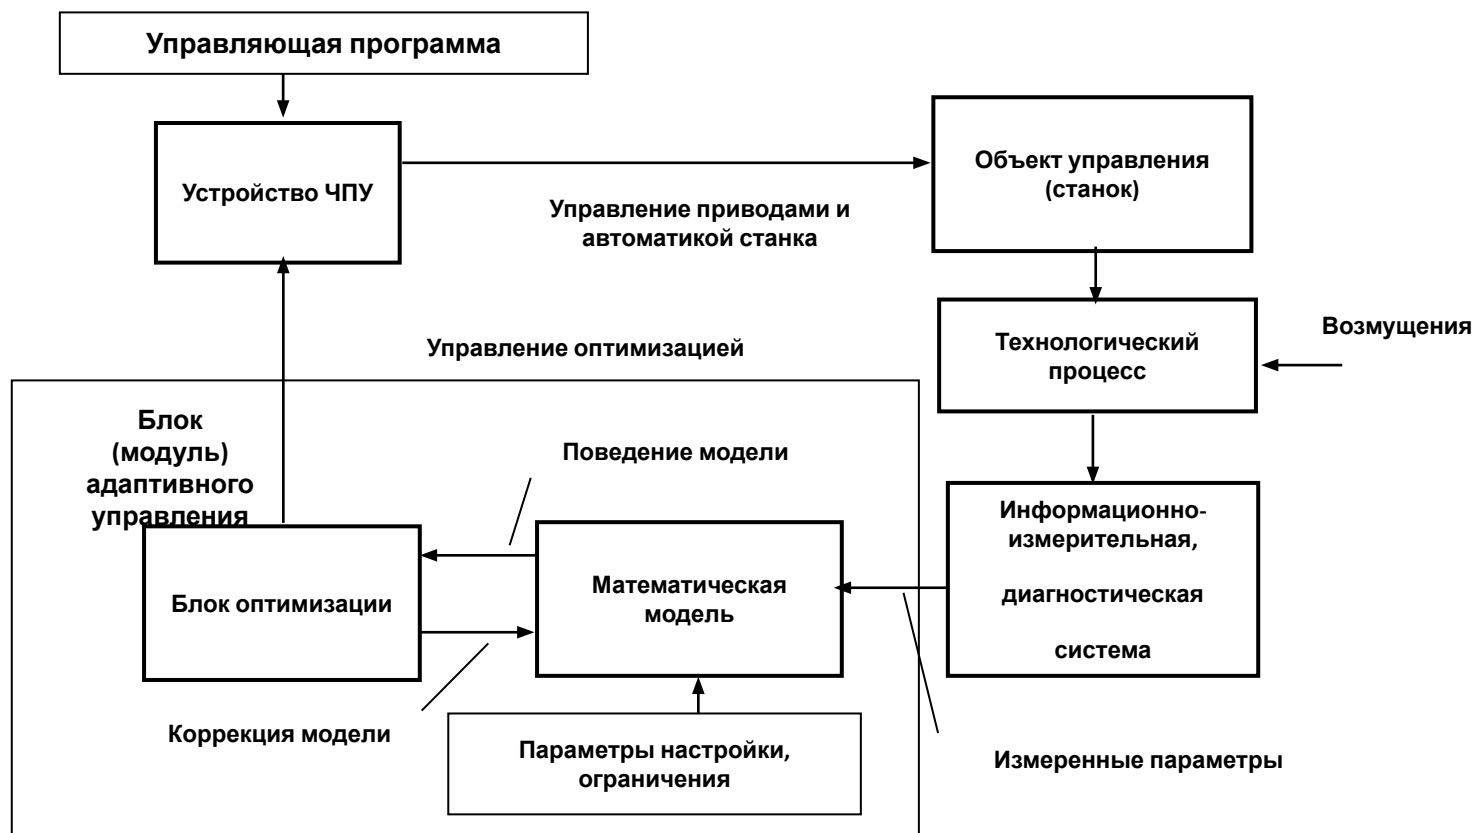 Управляющая программа
Устройство ЧПУ
Объект управления
(станок)
Управление приводами и
автоматикой станка
Технологический
процесс
Возмущения
Управление оптимизацией
Блок
(модуль)
адаптивного
управления
Поведение модели
Информационно-
измерительная,
диагностическая
система
Математическая
модель
Блок оптимизации
Коррекция модели
Параметры настройки,
ограничения
Измеренные параметры